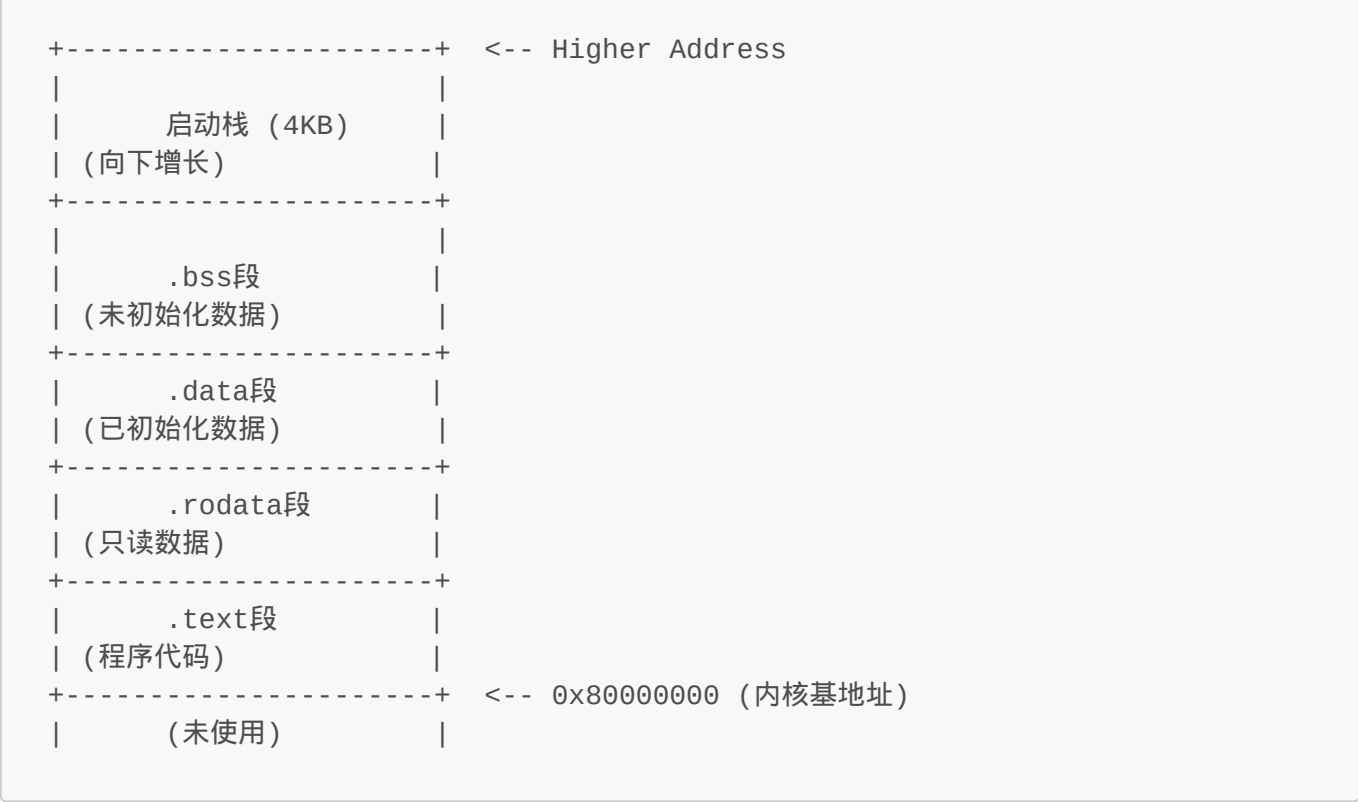 +----------------------+  <-- Higher Address
|                      |
|      启动栈 (4KB)     |
| (向下增长)            |
+----------------------+
|                      |
|      .bss段          |
| (未初始化数据)         |
+----------------------+
|      .data段         |
| (已初始化数据)         |
+----------------------+
|      .rodata段       |
| (只读数据)            |
+----------------------+
|      .text段         |
| (程序代码)            |
+----------------------+  <-- 0x80000000 (内核基地址)
|      (未使用)         |